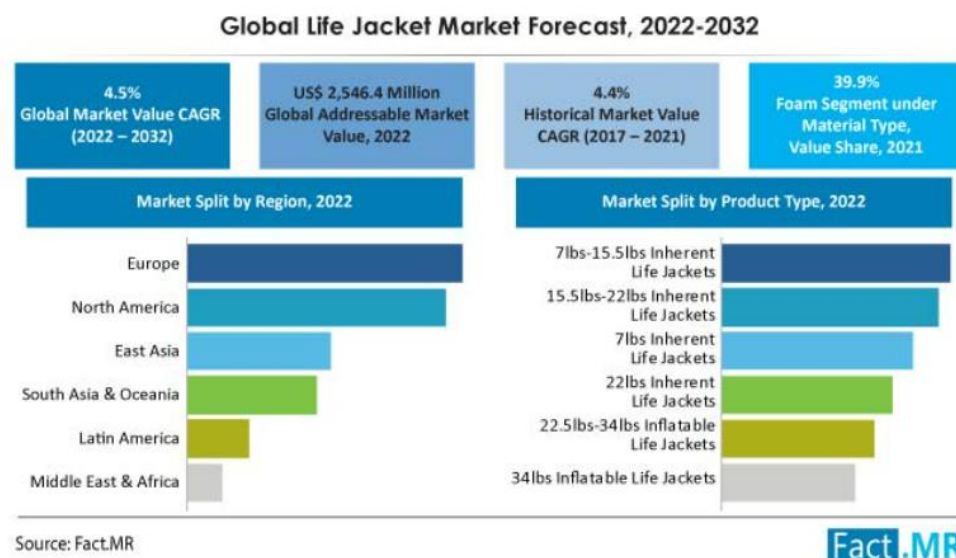 Global Life Jacket Market Forecast, 2022-2032
4.5%
Global Market Value CAGR
(2022 – 2032)
US$ 2,546.4 Million
Global Addressable Market
Value, 2022
4.4%
Historical Market Value
CAGR (2017 – 2021)
39.9%
Foam Segment under
Material Type,
Value Share, 2021
Market Split by Region, 2022
Europe
North America
East Asia
South Asia & Oceania
Latin America
Middle East & Africa
Market Split by Product Type, 2022
7lbs-15.5lbs Inherent
Life Jackets
15.5lbs-22lbs Inherent
Life Jackets
7lbs Inherent
Life Jackets
22lbs Inherent
Life Jackets
22.5lbs-34lbs Inflatable
Life Jackets
34lbs Inflatable Life Jackets
Source: Fact.MR
Fact.MR